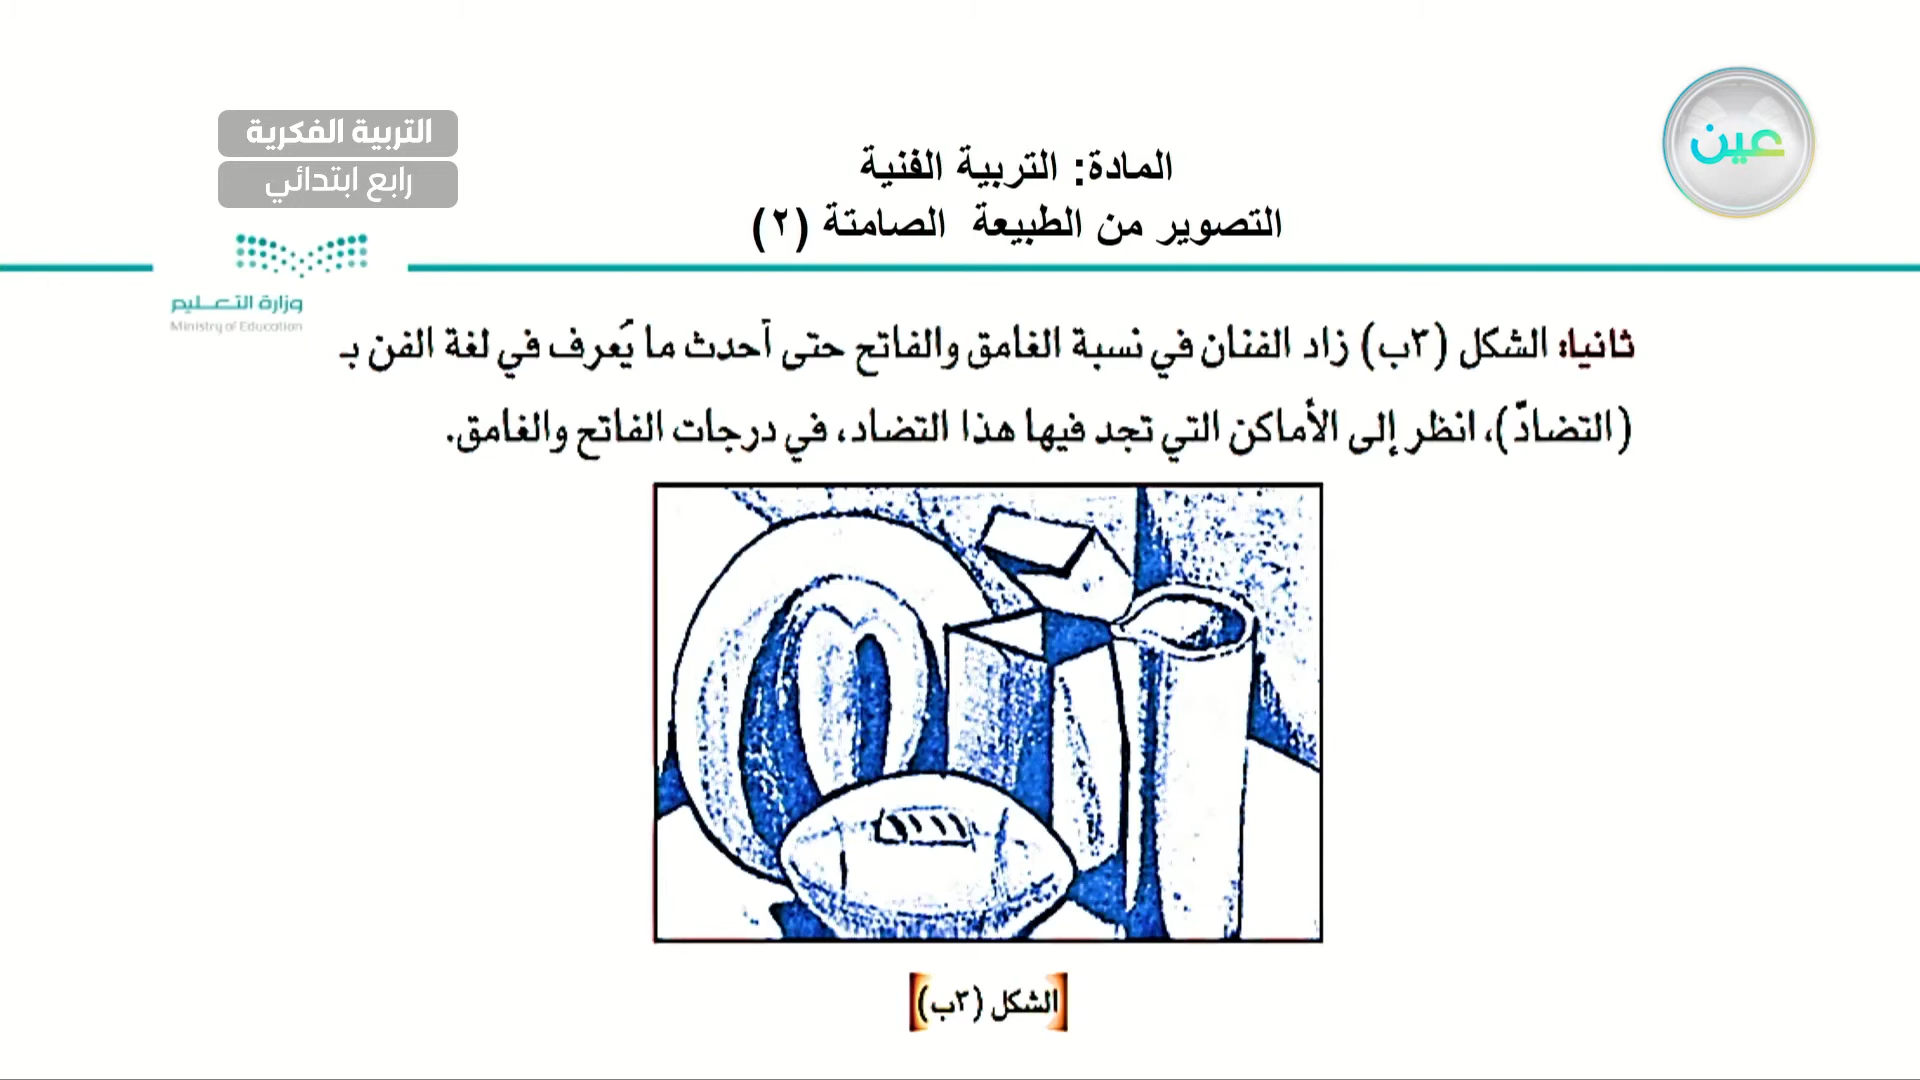 التربية الفكرية
رابع ابتدائي
عين
المادة: التربية الفنية
التصوير من الطبيعة الصامتة (٢)
وزارة التعليم
Ministry of Education
ثانيا: الشكل (٣ب) زاد الفنان في نسبة الغامق والفاتح حتى أحدث ما يُعرف في لغة الفن بـ
(التضادّ)، انظر إلى الأماكن التي تجد فيها هذا التضاد، في درجات الفاتح والغامق.
الشكل (٣ب)